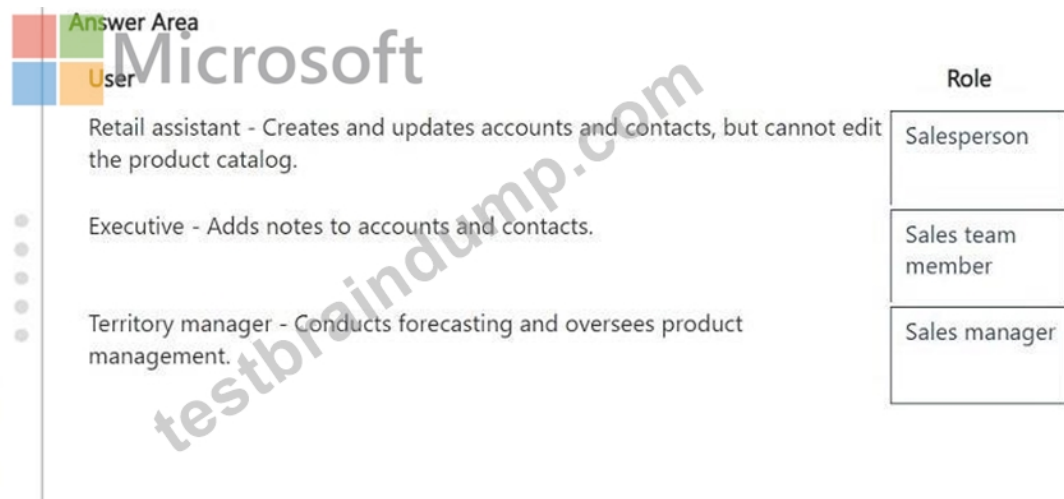 Answer Area
Microsoft
User
Role
Retail assistant - Creates and updates accounts and contacts, but cannot edit
the product catalog.
Salesperson
Executive - Adds notes to accounts and contacts.
Sales team
member
Territory manager - Conducts forecasting and oversees product
management.
Sales manager
testbraindump.com